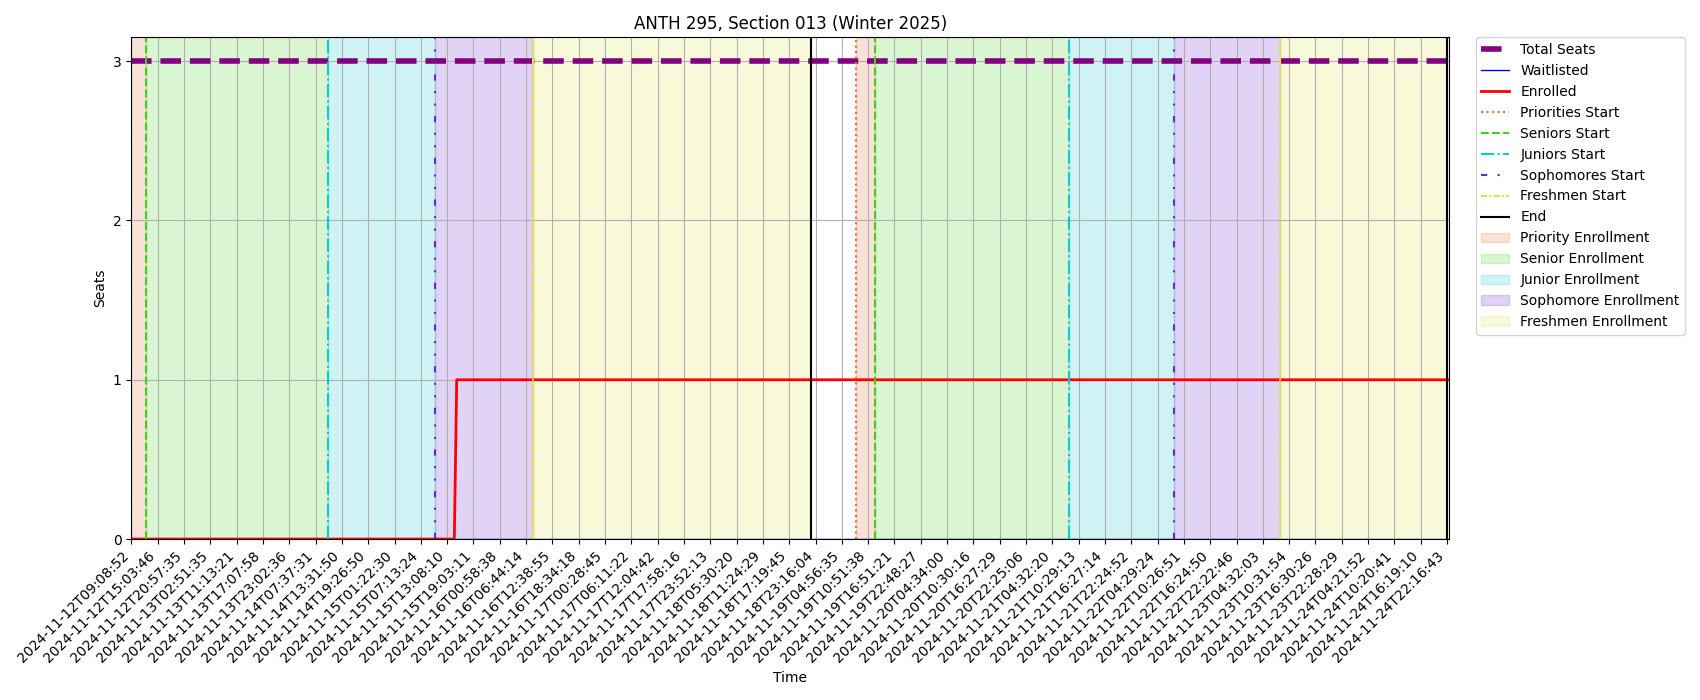 ANTH 295, Section 013 (Winter 2025)
Seats
3
2
1
0
2024-11-12T09:08:52
2024-11-12T15:03:46
2024-11-12T20:57:35
2024-11-13T02:51:35
2024-11-13T11:13:21
2024-11-13T17:07:58
2024-11-13T23:02:36
2024-11-14T07:37:31
2024-11-14T13:31:50
2024-11-14T19:26:50
2024-11-15T01:22:30
2024-11-15T07:13:24
2024-11-15T13:08:10
2024-11-15T19:03:11
2024-11-16T00:58:38
2024-11-16T06:44:14
2024-11-16T12:38:55
2024-11-16T18:34:18
2024-11-17T00:28:45
2024-11-17T06:11:22
2024-11-17T12:04:42
2024-11-17T17:58:16
2024-11-17T23:52:13
2024-11-18T05:30:20
2024-11-18T11:24:29
2024-11-18T17:19:45
2024-11-18T23:16:04
2024-11-19T04:56:35
2024-11-19T10:51:38
2024-11-19T16:51:21
2024-11-19T22:48:27
2024-11-20T04:34:00
2024-11-20T10:30:16
2024-11-20T16:27:29
2024-11-20T22:25:06
2024-11-21T04:32:20
2024-11-21T10:29:13
2024-11-21T16:27:14
2024-11-21T22:24:52
2024-11-22T04:29:24
2024-11-22T10:26:51
2024-11-22T16:24:50
2024-11-22T22:22:46
2024-11-23T04:32:03
2024-11-23T10:31:54
2024-11-23T16:30:26
2024-11-23T22:28:29
2024-11-24T04:21:52
2024-11-24T10:20:41
2024-11-24T16:19:10
2024-11-24T22:16:43
Time
Total Seats
Waitlisted
Enrolled
Priorities Start
Seniors Start
Juniors Start
Sophomores Start
Freshmen Start
End
Priority Enrollment
Senior Enrollment
Junior Enrollment
Sophomore Enrollment
Freshmen Enrollment